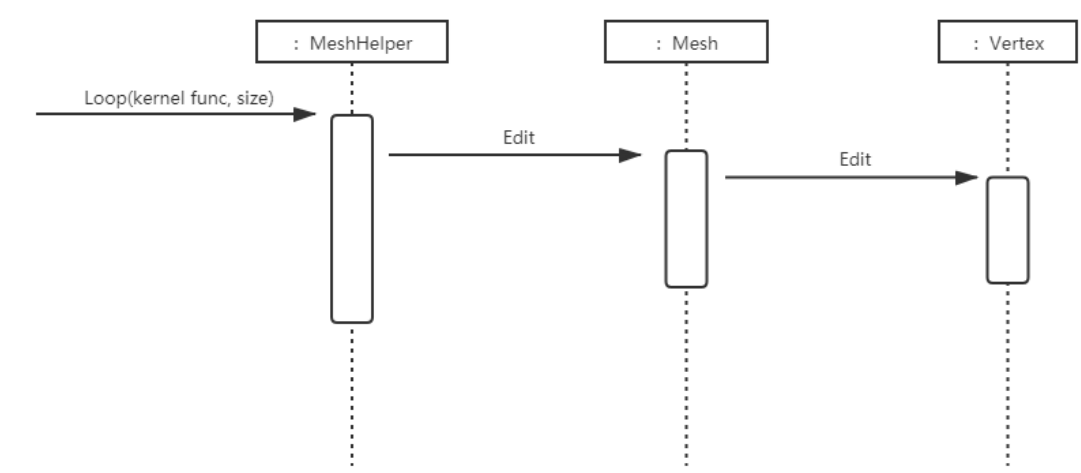 : MeshHelper
: Mesh
: Vertex
Loop(kernel func, size)
Edit
Edit